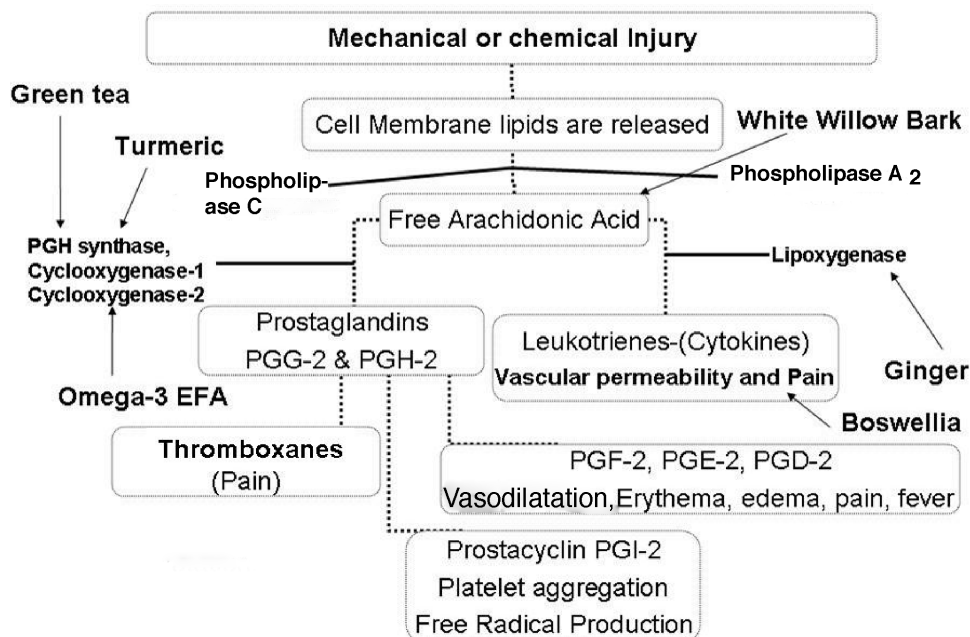 Mechanical or chemical Injury
Green tea
Cell Membrane lipids are released
White Willow Bark
Turmeric
Phospholip-
ase C
Phospholipase A 2
Free Arachidonic Acid
PGH synthase,
Cyclooxygenase-1
Cyclooxygenase-2
Lipoxygenase
Prostaglandins
PGG-2 & PGH-2
Leukotrienes-(Cytokines)
Vascular permeability and Pain
Ginger
Omega-3 EFA
Boswellia
Thromboxanes
(Pain)
PGF-2, PGE-2, PGD-2
Vasodilatation,Erythema, edema, pain, fever
Prostacyclin PGI-2
Platelet aggregation
Free Radical Production